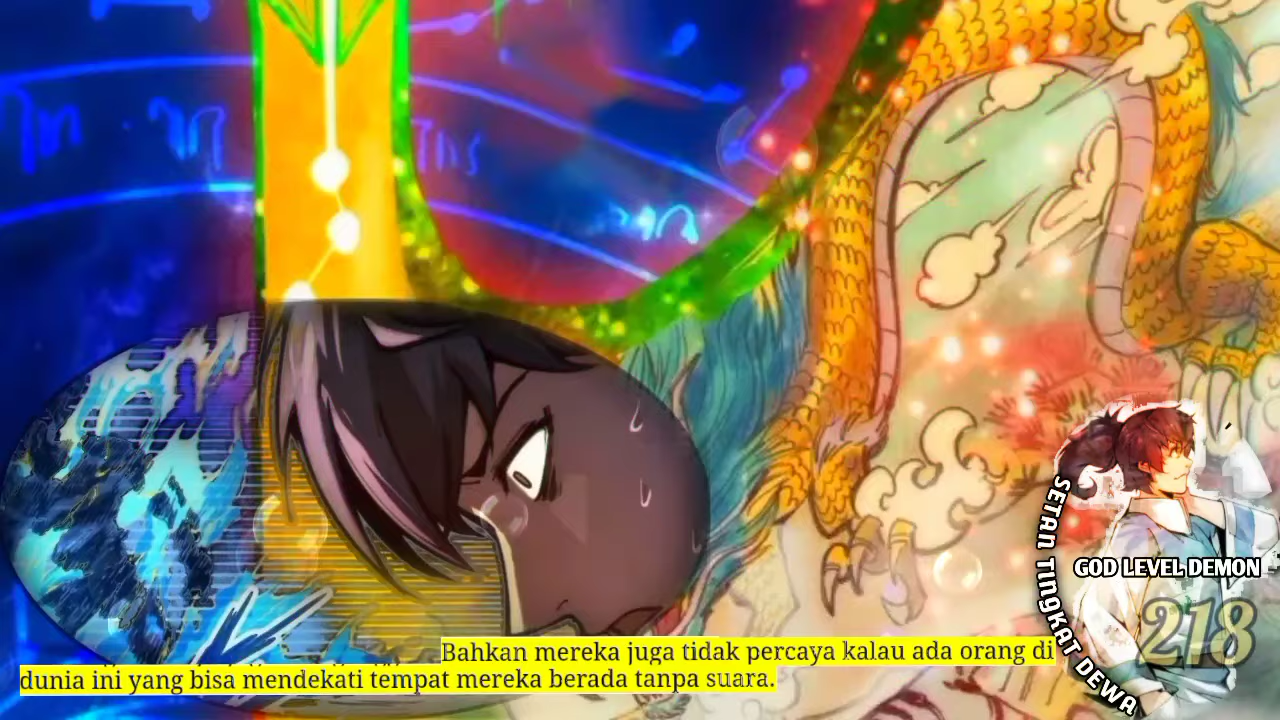 Bahkan mereka juga tidak percaya kalau ada orang di
dunia ini yang bisa mendekati tempat mereka berada tanpa suara.
SETAN TINGKAT DEWA
GOD LEVEL DEMON
218